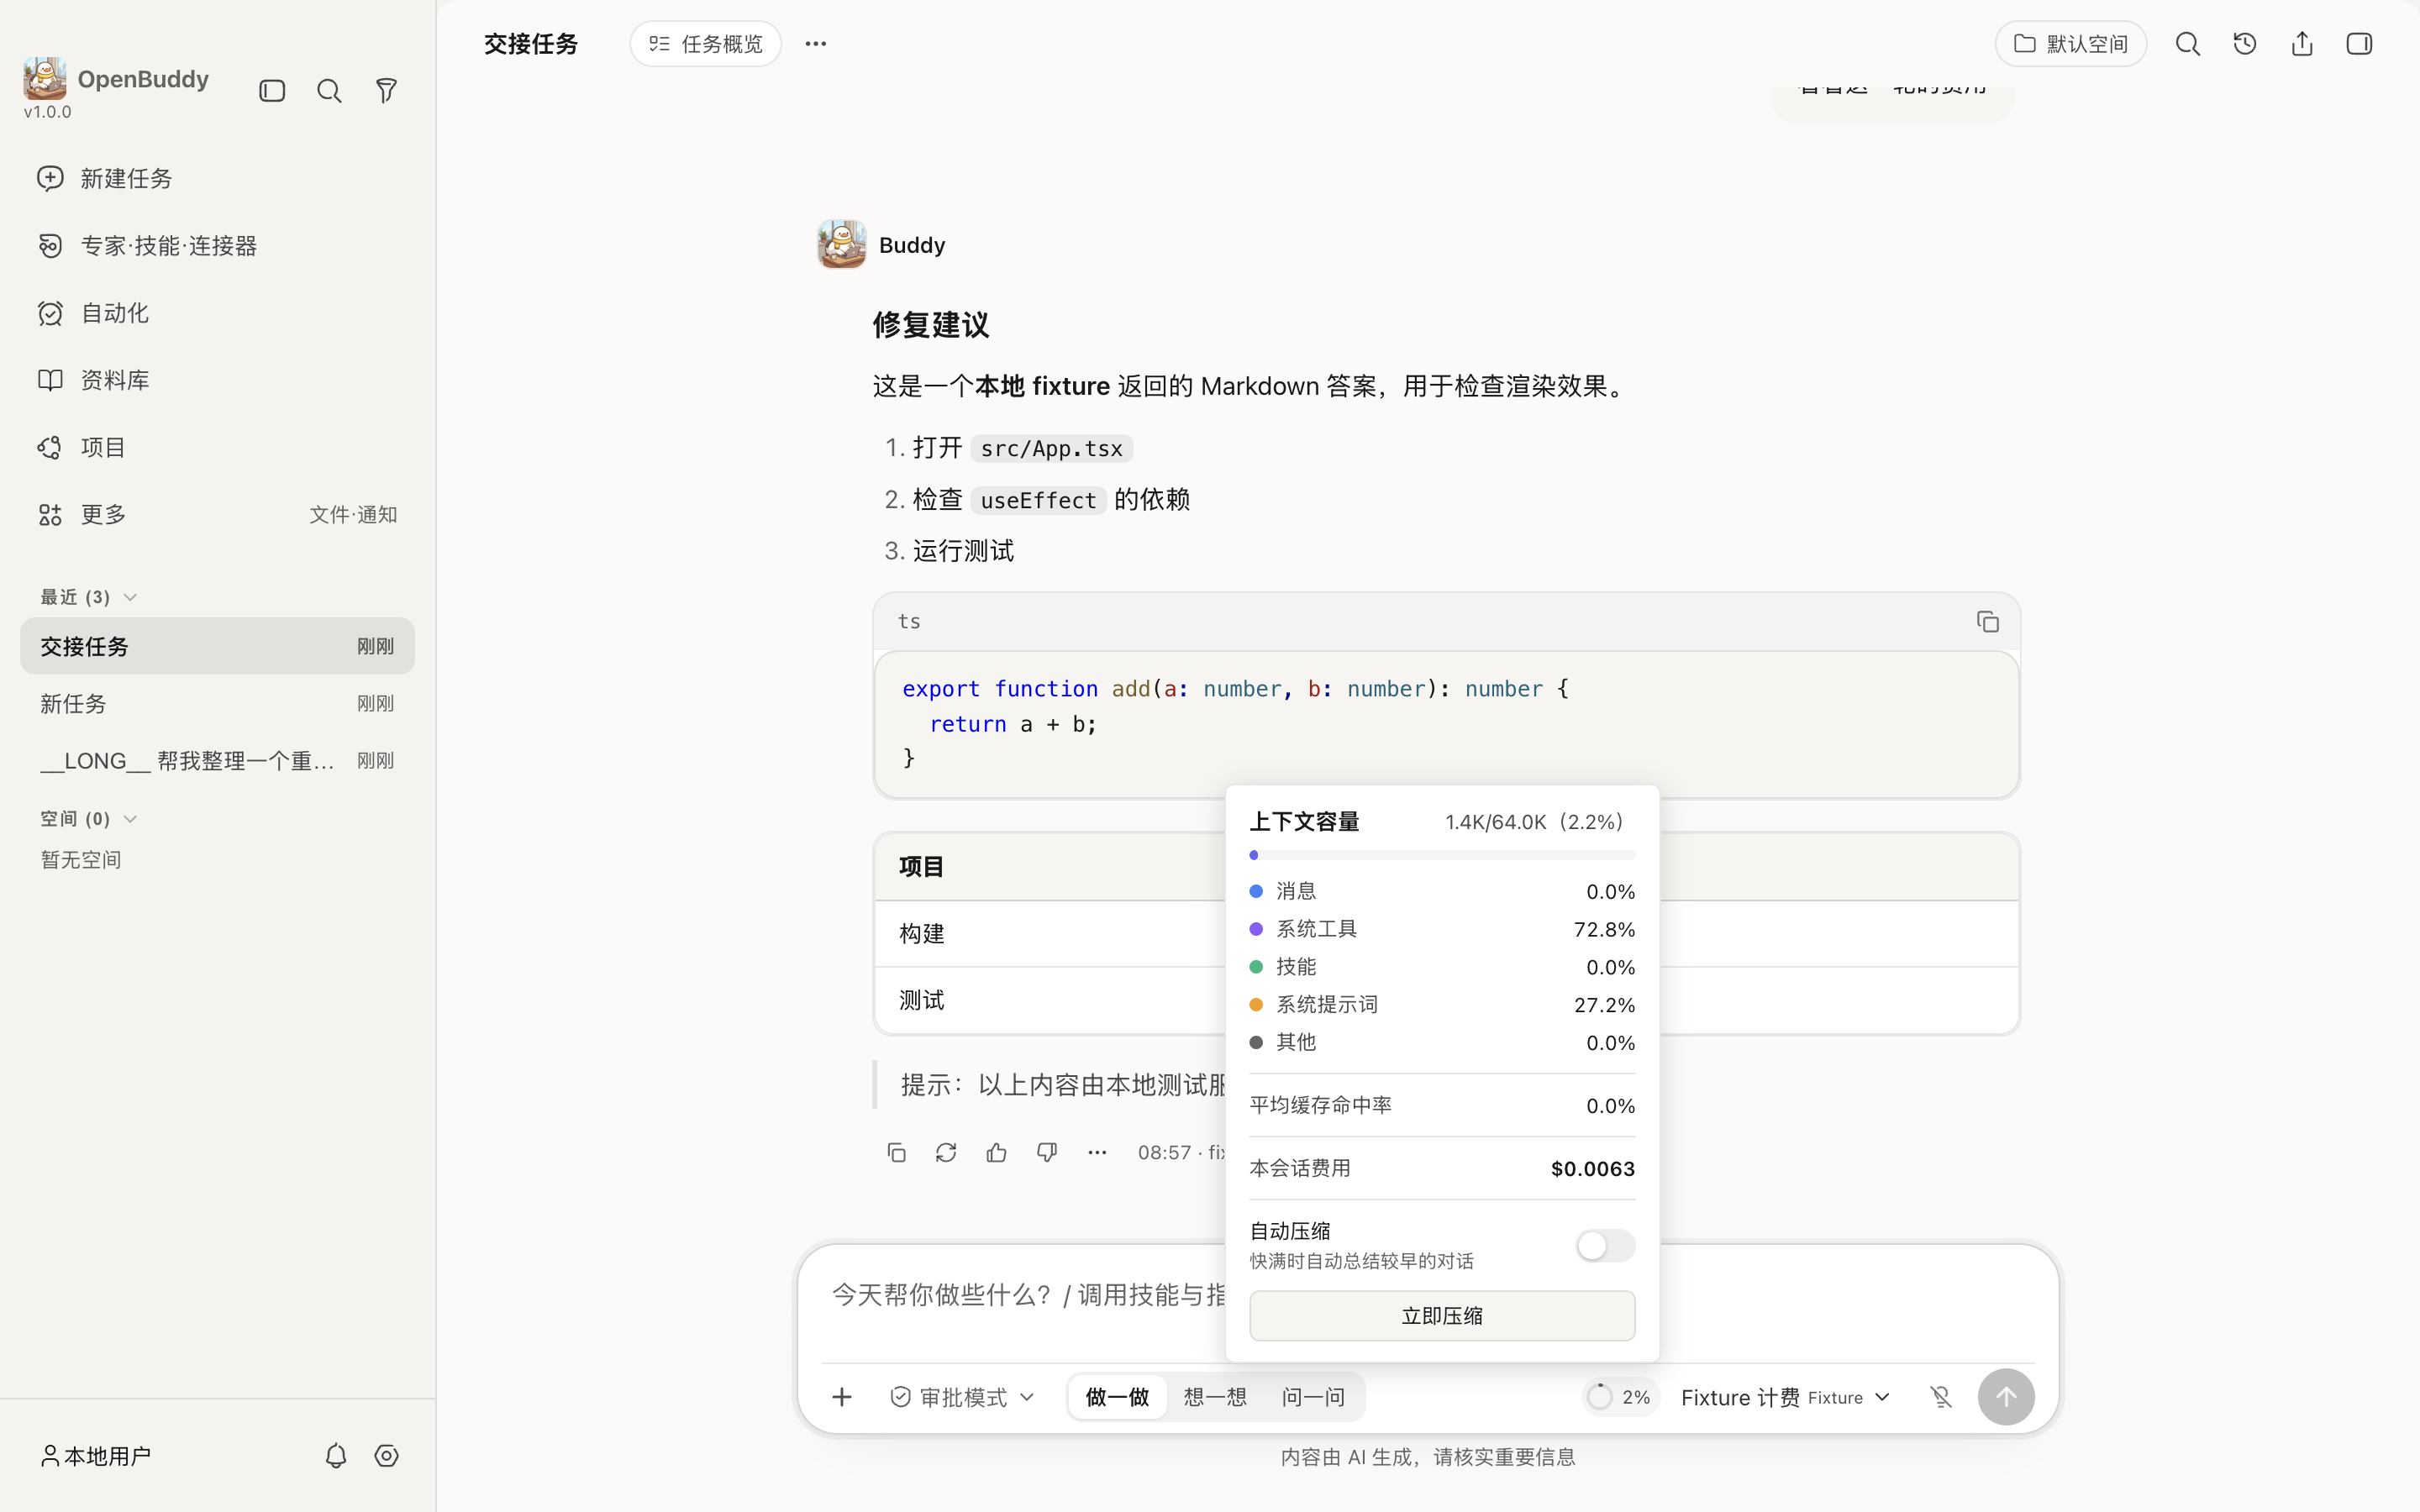 OpenBuddy
v1.0.0
新建任务
专家·技能·连接器
自动化
资料库
项目
更多 文件·通知
最近 (3)
交接任务 刚刚
新任务 刚刚
__LONG__ 帮我整理一个重… 刚刚
空间 (0)
暂无空间
本地用户
交接任务 任务概览 默认空间
Buddy
修复建议
这是一个本地 fixture 返回的 Markdown 答案，用于检查渲染效果。
1. 打开 src/App.tsx
2. 检查 useEffect 的依赖
3. 运行测试
ts
export function add(a: number, b: number): number {
return a + b;
}
项目
构建
测试
提示：以上内容由本地测试服
08:57 · fix
上下文容量 1.4K/64.0K（2.2%）
消息 0.0%
系统工具 72.8%
技能 0.0%
系统提示词 27.2%
其他 0.0%
平均缓存命中率 0.0%
本会话费用 $0.0063
自动压缩
快满时自动总结较早的对话
立即压缩
今天帮你做些什么？/ 调用技能与指
审批模式 做一做 想一想 问一问 2% Fixture 计费 Fixture
内容由 AI 生成，请核实重要信息